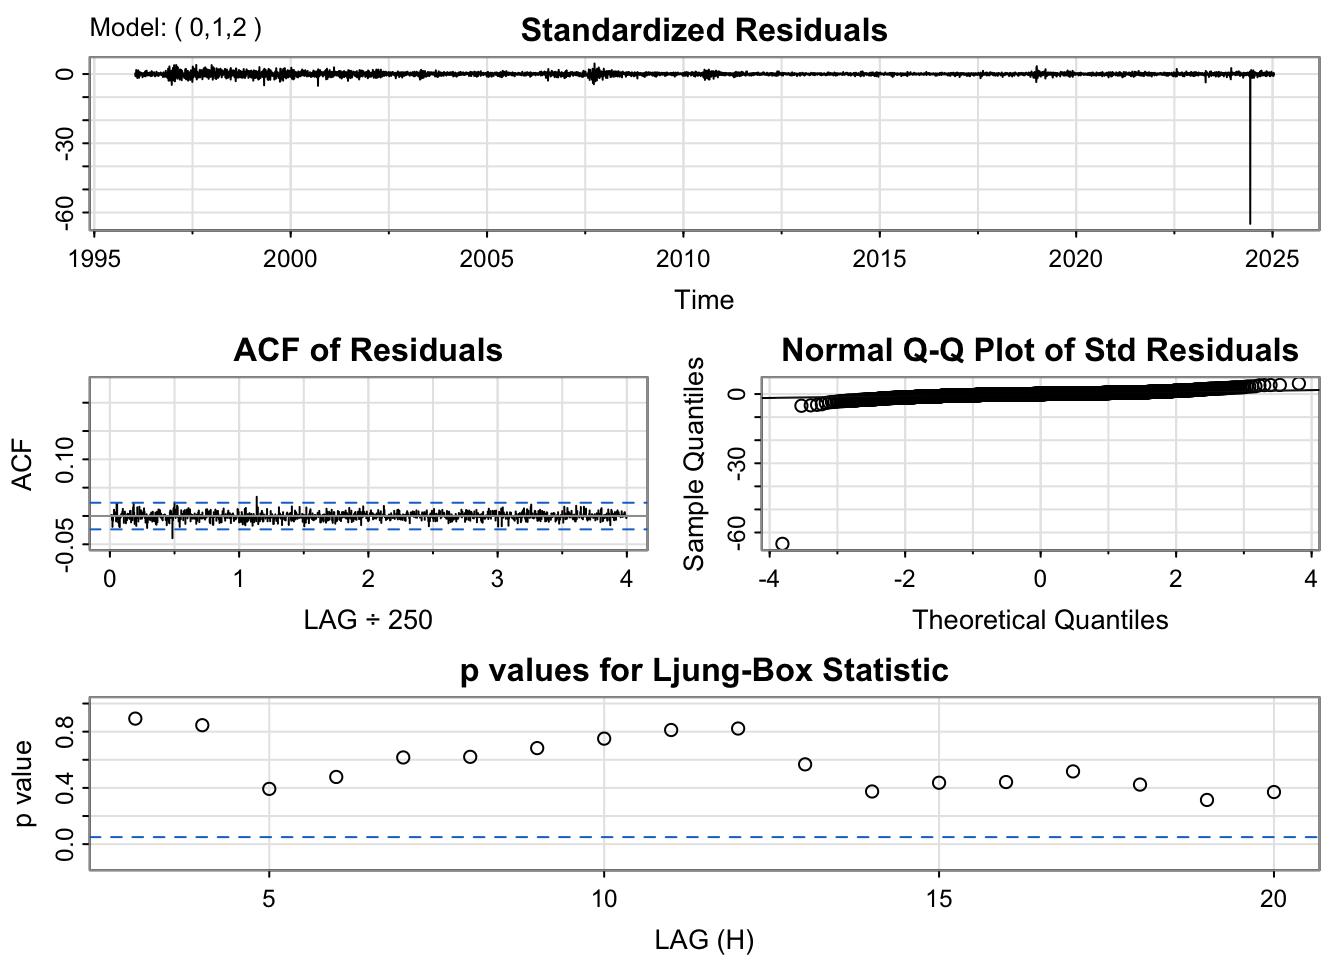 Model: ( 0,1,2 )
Standardized Residuals
0
-30
-60
1995 2000 2005 2010 2015 2020 2025
Time
ACF of Residuals
ACF
0.10
-0.05
0 1 2 3 4
LAG ÷ 250
Normal Q-Q Plot of Std Residuals
Sample Quantiles
0
-30
-60
-4 -2 0 2 4
Theoretical Quantiles
p values for Ljung-Box Statistic
p value
0.8
0.4
0.0
5 10 15 20
LAG (H)